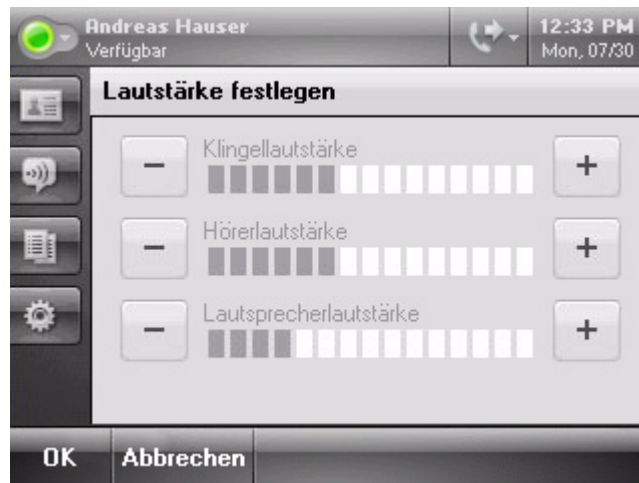 Andreas Hauser
Verfügbar
12:33 PM
Mon, 07/30
Lautstärke festlegen
Klingellautstärke
Hörerlautstärke
Lautsprecherlautstärke
OK
Abbrechen